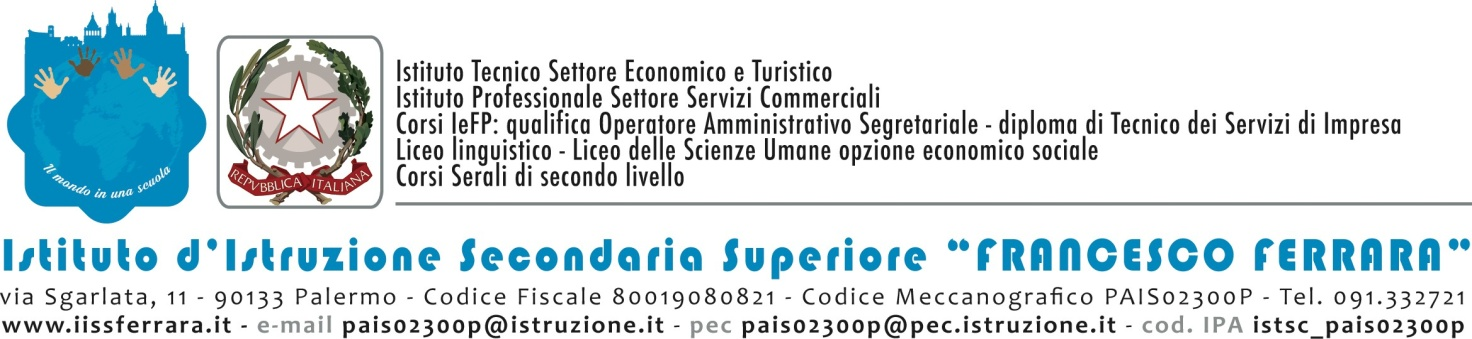 Il mondo in una scuola
REPVBBLICA ITALIANA
Istituto Tecnico Settore Economico e Turistico
Istituto Professionale Settore Servizi Commerciali
Corsi IeFP: qualifica Operatore Amministrativo Segretariale - diploma di Tecnico dei Servizi di Impresa
Liceo linguistico - Liceo delle Scienze Umane opzione economico sociale
Corsi Serali di secondo livello
Istituto d'Istruzione Secondaria Superiore "FRANCESCO FERRARA"
via Sgarlata, 11 - 90133 Palermo - Codice Fiscale 80019080821 - Codice Meccanografico PAIS02300P - Tel. 091.332721
www.iissferrara.it - e-mail pais02300p@istruzione.it - pec pais02300p@pec.istruzione.it - cod. IPA istsc_pais02300p